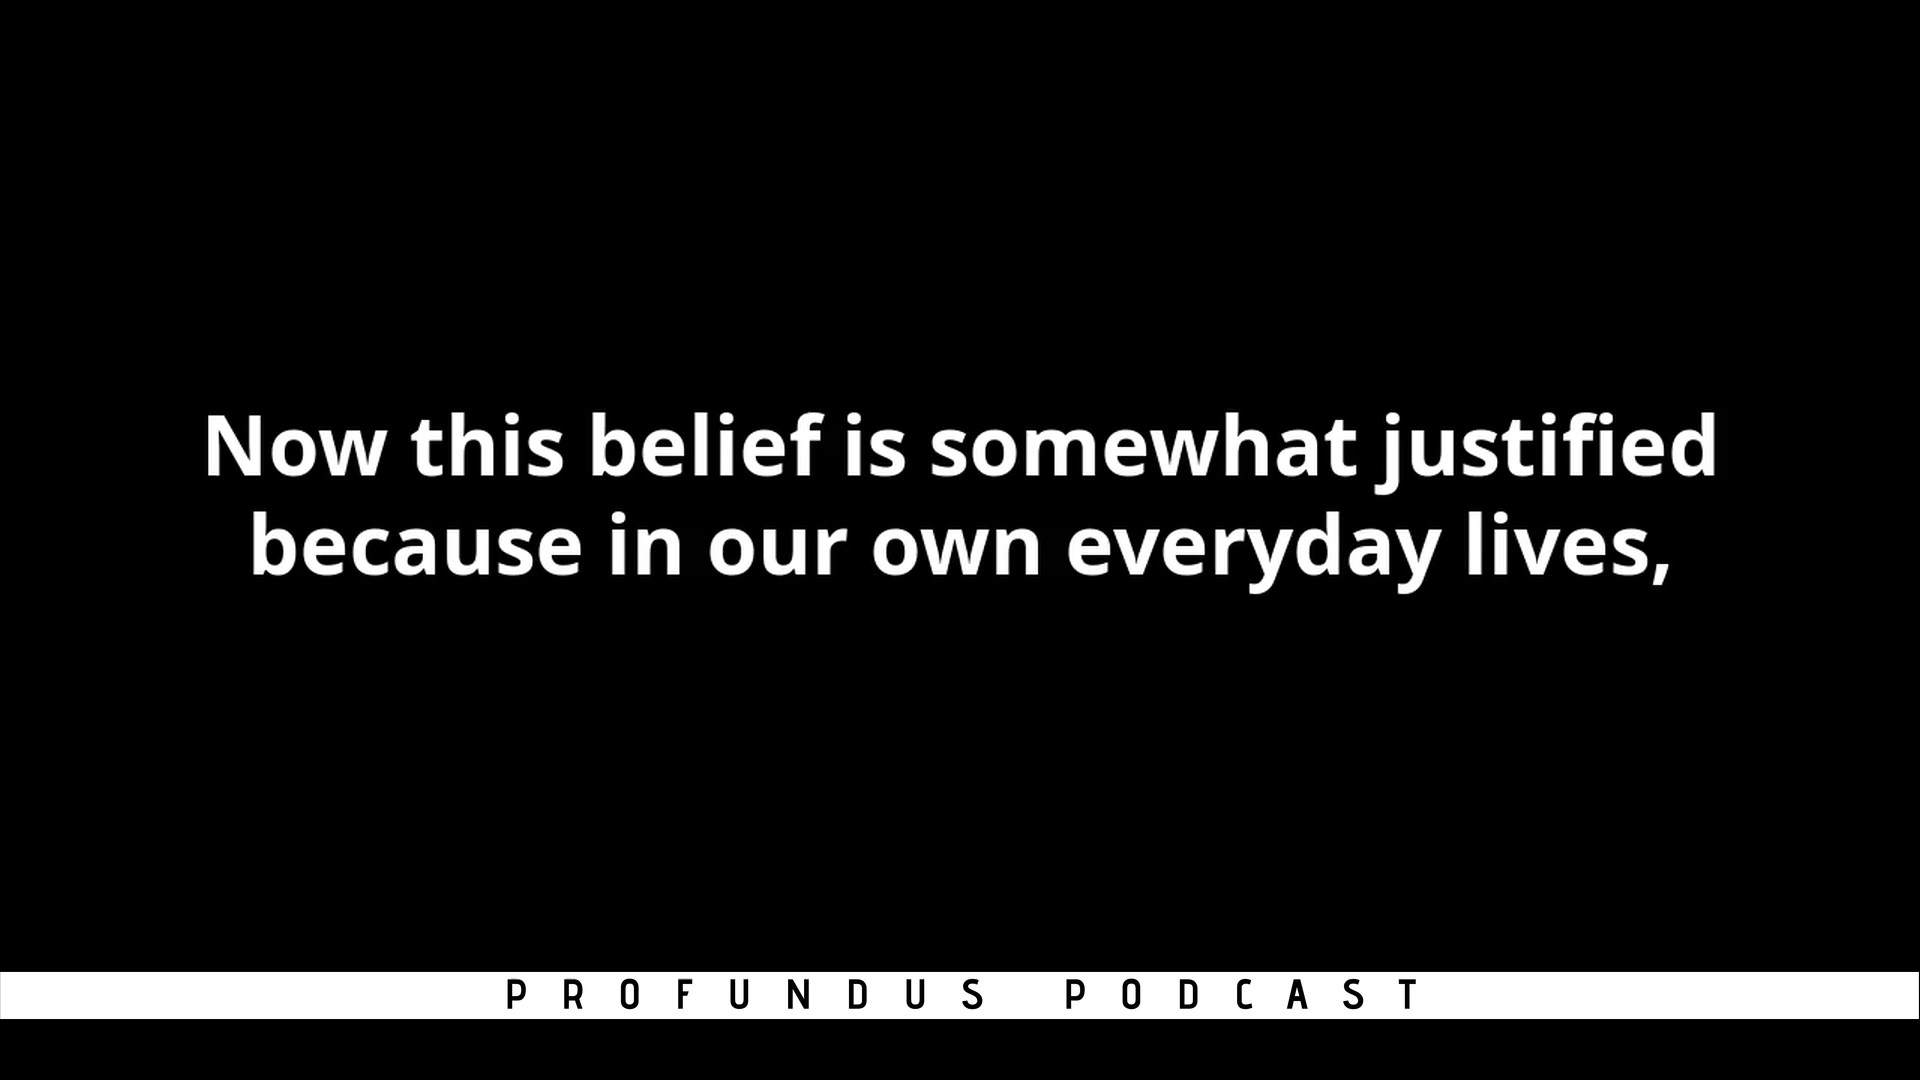 Now this belief is somewhat justified
because in our own everyday lives,
PROFUNDUS PODCAST